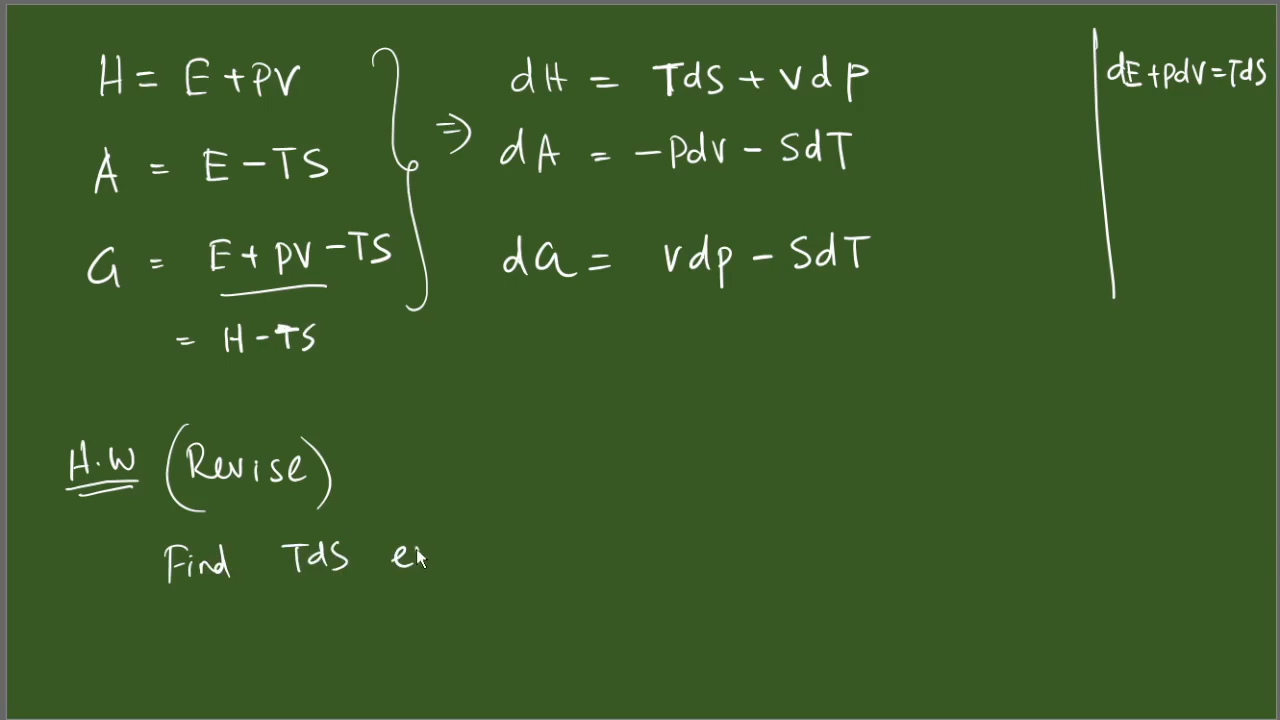 H = E + PV
A = E - TS
G = E + PV - TS
= H - TS
⇒
dH = TdS + Vdp
dA = -PdV - SdT
dG = Vdp - SdT
dE + PdV = TdS
H.W (Revise)
Find TdS e